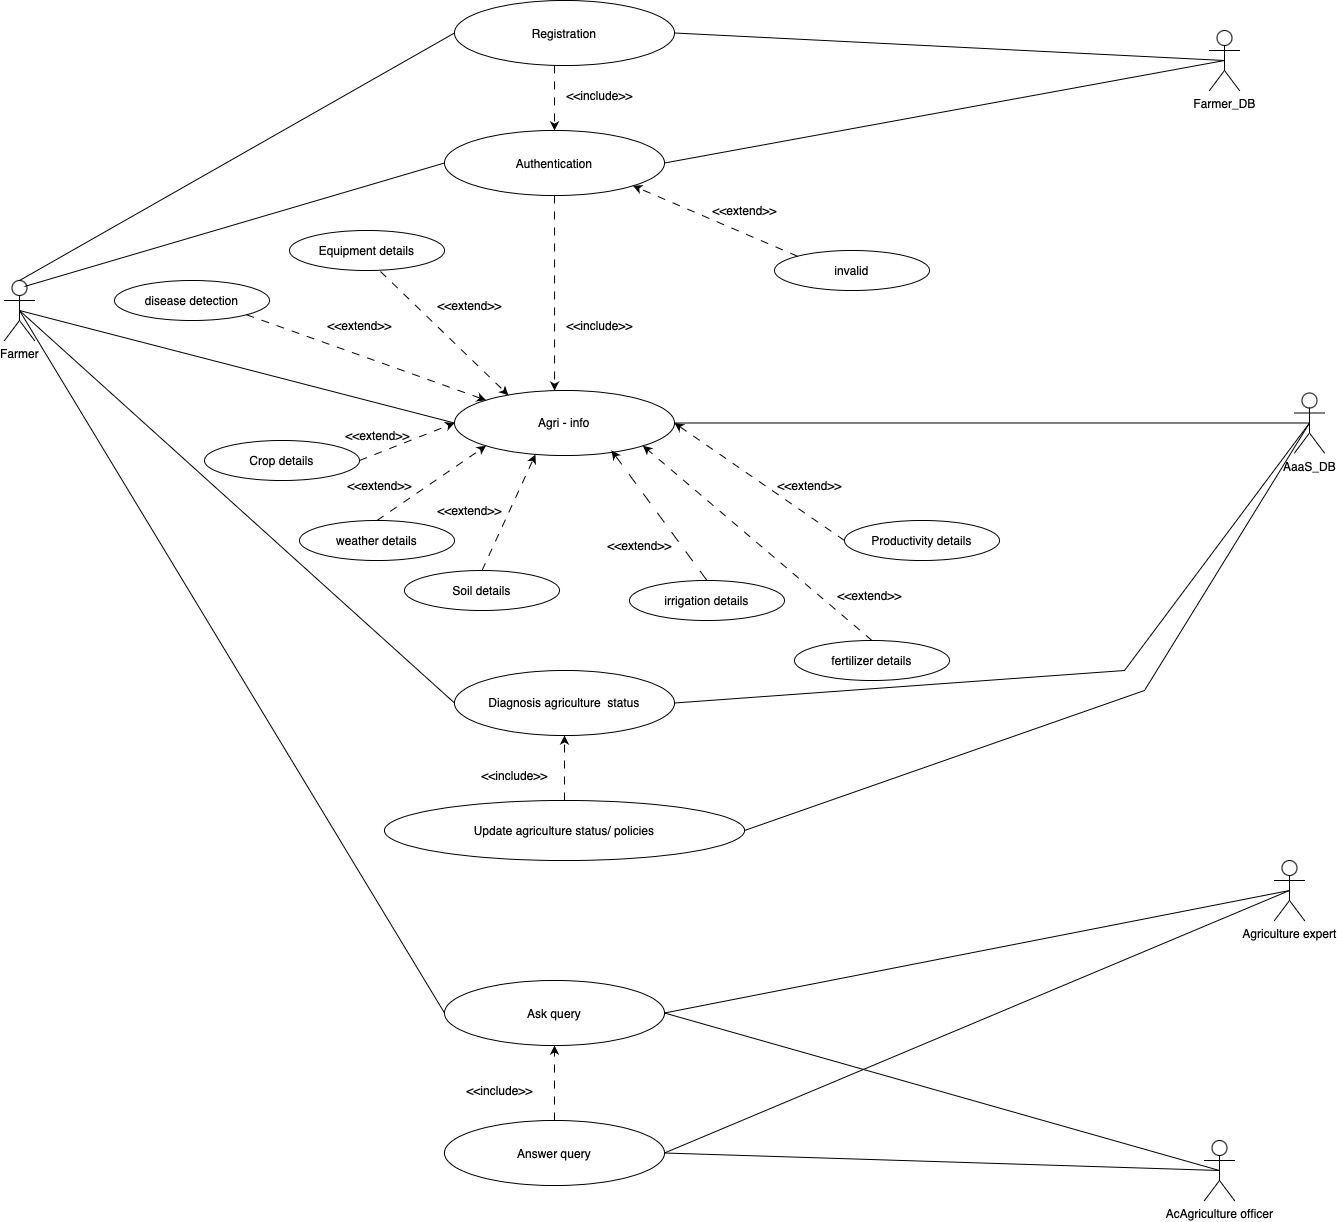 Registration
Farmer_DB
<<include>>
Authentication
<<extend>>
Equipment details
invalid
disease detection
<<extend>>
<<extend>>
<<include>>
Farmer
Agri - info
<<extend>>
Crop details
AaaS_DB
<<extend>>
<<extend>>
<<extend>>
weather details
Productivity details
<<extend>>
Soil details
irrigation details
<<extend>>
fertilizer details
Diagnosis agriculture  status
<<include>>
Update agriculture status/ policies
Agriculture expert
Ask query
<<include>>
Answer query
AcAgriculture officer